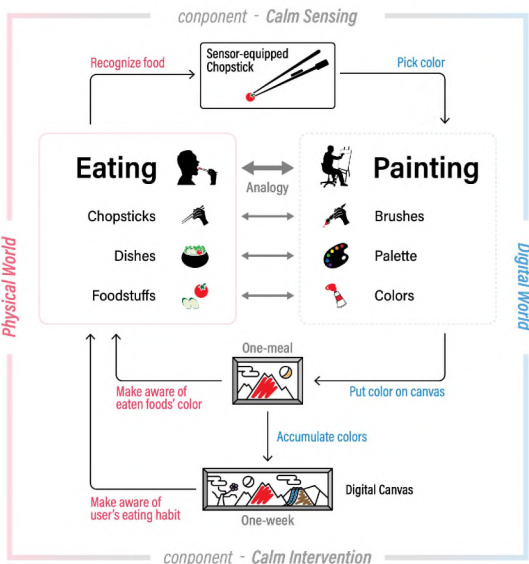 conponent - Calm Sensing
Sensor-equipped
Chopstick
Recognize food
Pick color
Eating
Painting
Analogy
Chopsticks
Brushes
Dishes
Palette
Foodstuffs
Colors
Physical World
Digital World
One-meal
Make aware of
eaten foods' color
Put color on canvas
Accumulate colors
Digital Canvas
Make aware of
user's eating habit
One-week
conponent - Calm Intervention